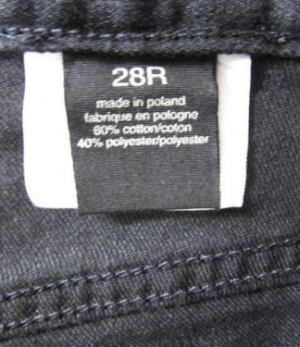 28R
made in poland
fabrique en pologne
60% cotton/coton
40% polyester/polyester